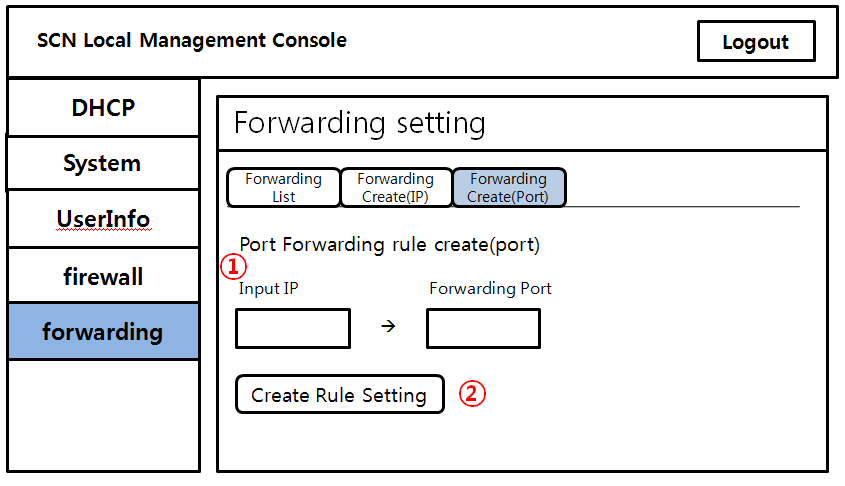 SCN Local Management Console
Logout
DHCP
System
UserInfo
firewall
forwarding
Forwarding setting
Forwarding
List
Forwarding
Create(IP)
Forwarding
Create(Port)
Port Forwarding rule create(port)
①
Input IP
Forwarding Port
→
Create Rule Setting
②